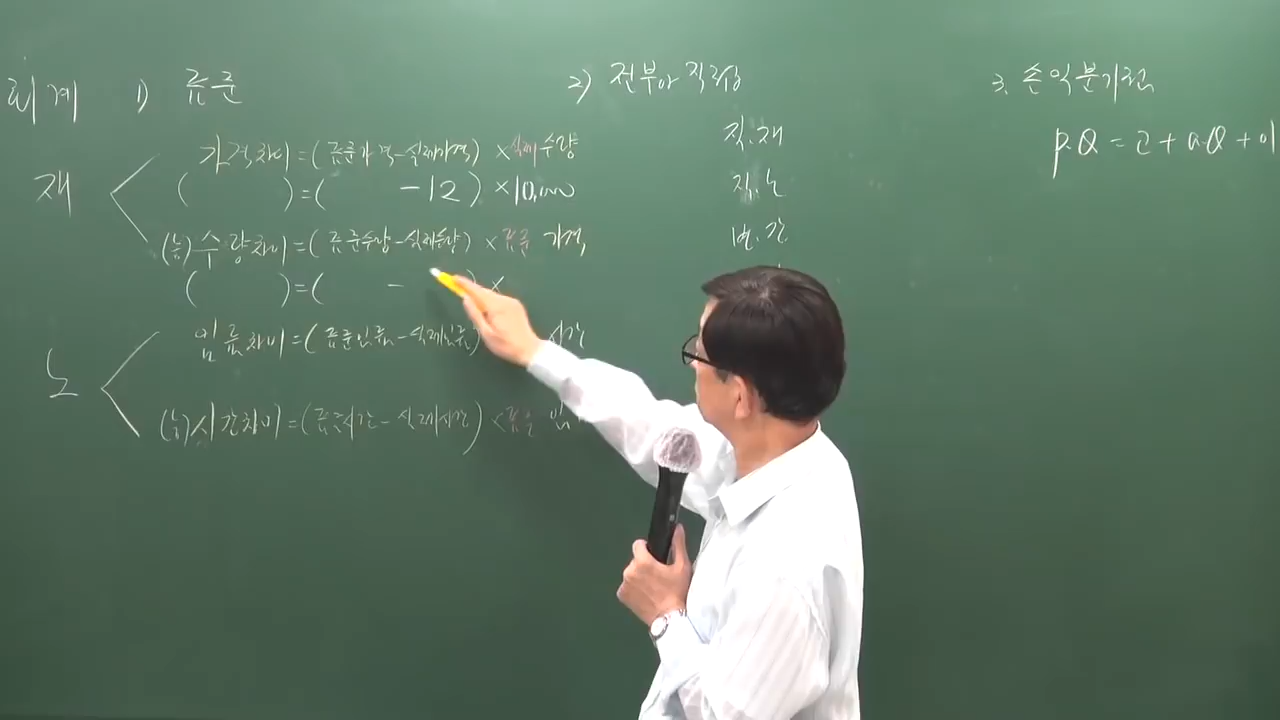 회계 1) 표준
재
가격차이=(표준가격-실제가격) ×실제수량
( )=( -12) ×10,000
(능)수량차이=(표준수량-실제수량) ×표준 가격
( )=( - ) ×
노
임률차이=(표준임률-실제임률) 시간
(능)시간차이=(표준시간-실제시간) ×표준 임
2) 전부와 직접
직.재
직.노
변.간
3. 손익분기점
p.Q = 고+a.Q+이